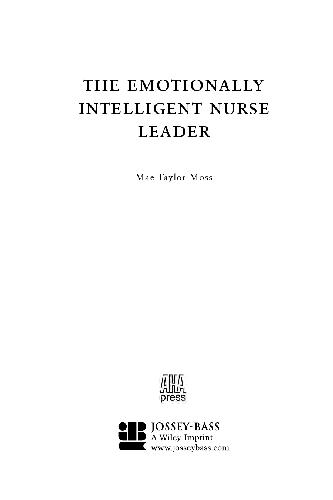 THE EMOTIONALLY
INTELLIGENT NURSE
LEADER
Mae Taylor Moss
AHA
press
JOSSEY-BASS
A Wiley Imprint
www.josseybass.com